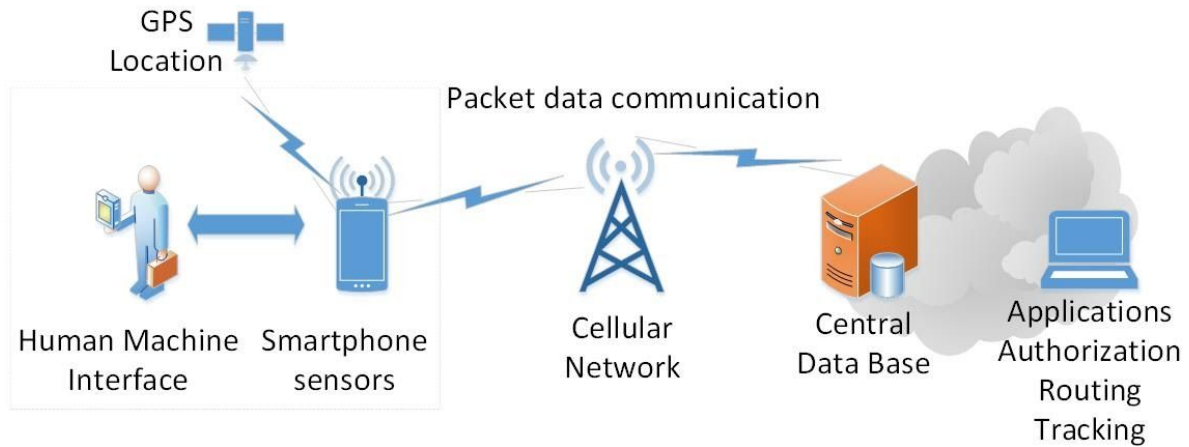 GPS
Location
Packet data communication
Human Machine
Interface
Smartphone
sensors
Cellular
Network
Central
Data Base
Applications
Authorization
Routing
Tracking